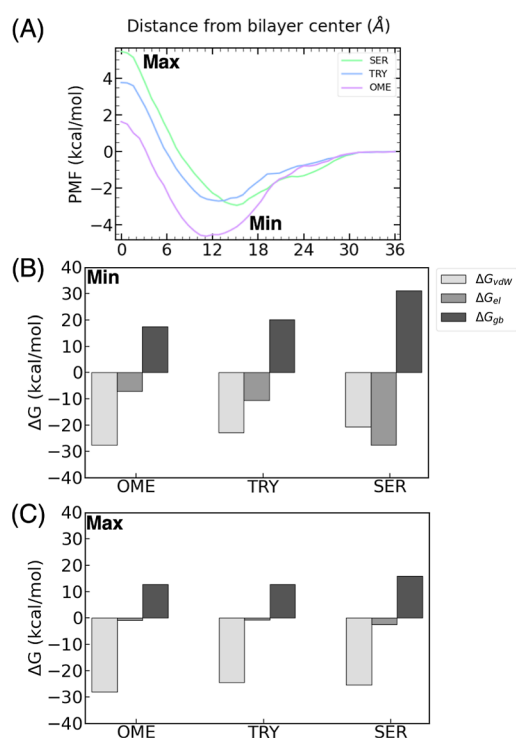 (A)
Distance from bilayer center (Å)
Max
Min
SER
TRY
OME
PMF (kcal/mol)
4
2
0
−2
−4
0 6 12 18 24 30 36
(B)
Min
ΔG (kcal/mol)
40
30
20
10
0
−10
−20
−30
−40
OME TRY SER
ΔG_vdW
ΔG_el
ΔG_gb
(C)
Max
ΔG (kcal/mol)
40
30
20
10
0
−10
−20
−30
−40
OME TRY SER